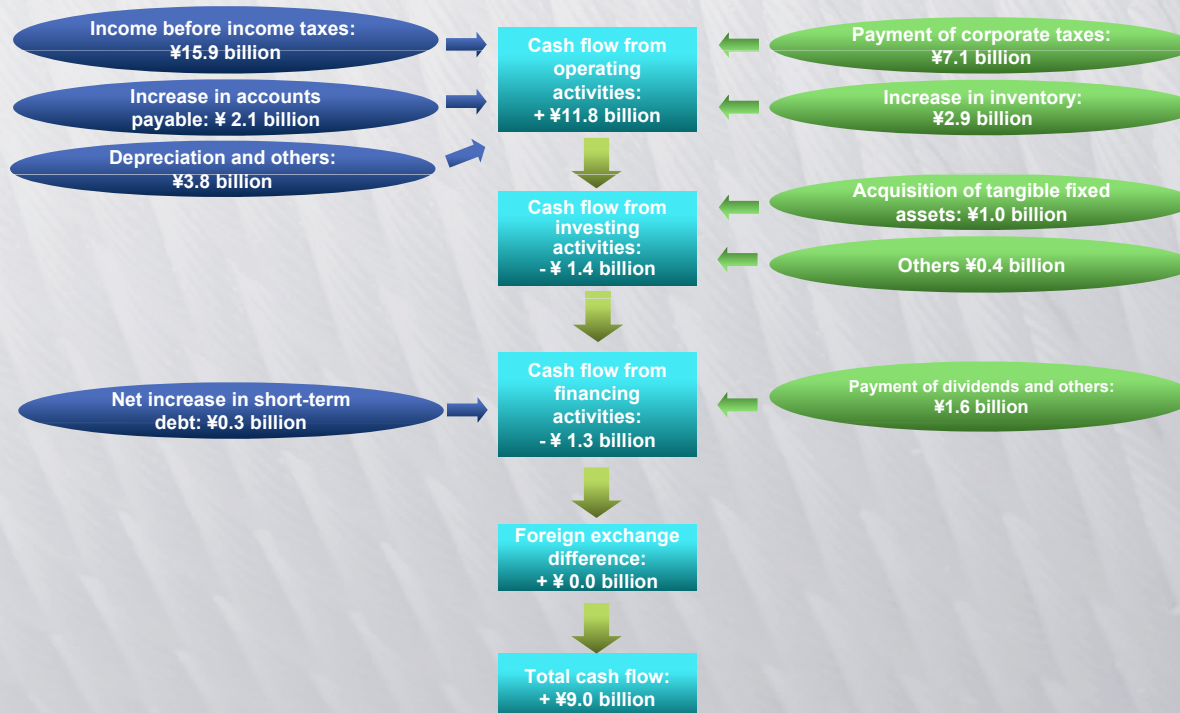 Income before income taxes:
¥15.9 billion
Increase in accounts
payable: ¥ 2.1 billion
Depreciation and others:
¥3.8 billion
Cash flow from
operating
activities:
+ ¥11.8 billion
Payment of corporate taxes:
¥7.1 billion
Increase in inventory:
¥2.9 billion
Cash flow from
investing
activities:
- ¥ 1.4 billion
Acquisition of tangible fixed
assets: ¥1.0 billion
Others ¥0.4 billion
Net increase in short-term
debt: ¥0.3 billion
Cash flow from
financing
activities:
- ¥ 1.3 billion
Payment of dividends and others:
¥1.6 billion
Foreign exchange
difference:
+ ¥ 0.0 billion
Total cash flow:
+ ¥9.0 billion